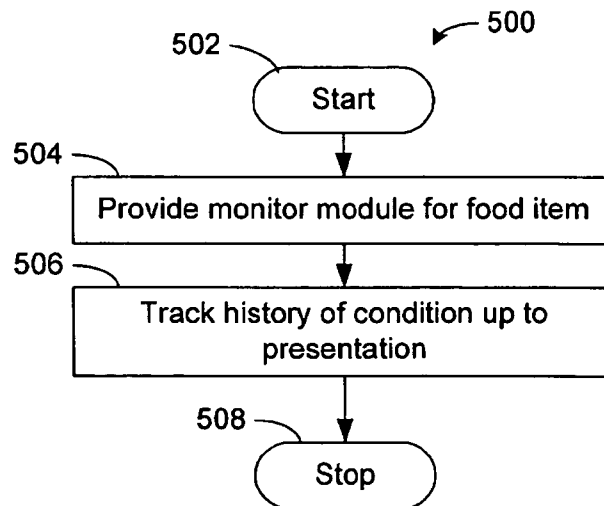 500
502
Start
504
Provide monitor module for food item
506
Track history of condition up to
presentation
508
Stop